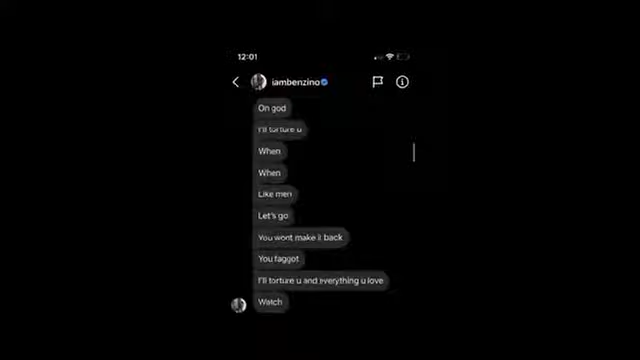 12:01
iambenzino
On god
I'll torture u
When
When
Like men
Let's go
You wont make it back
You faggot
I'll torture u and everything u love
Watch